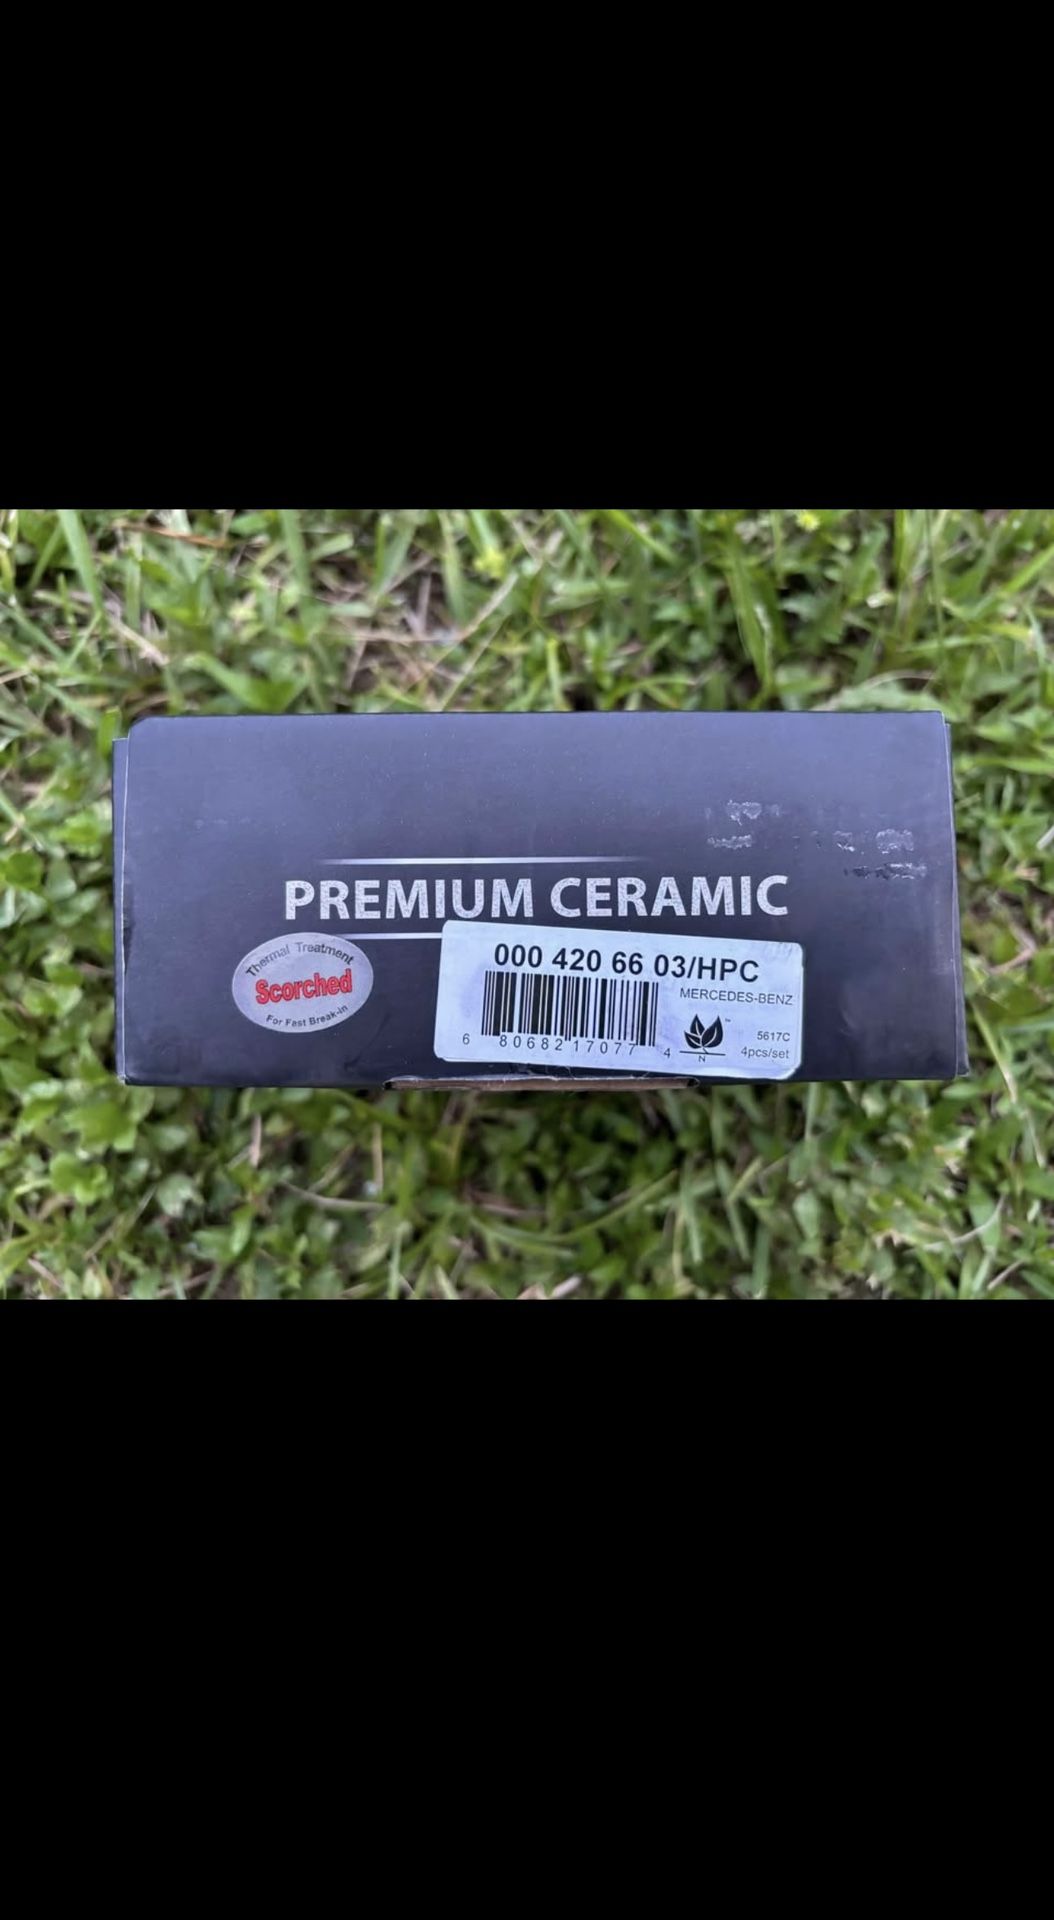 PREMIUM CERAMIC
Thermal Treatment
Scorched
For Fast Break-in
000 420 66 03/HPC
MERCEDES-BENZ
6 80682 17077 4
™
N
5617C
4pcs/set